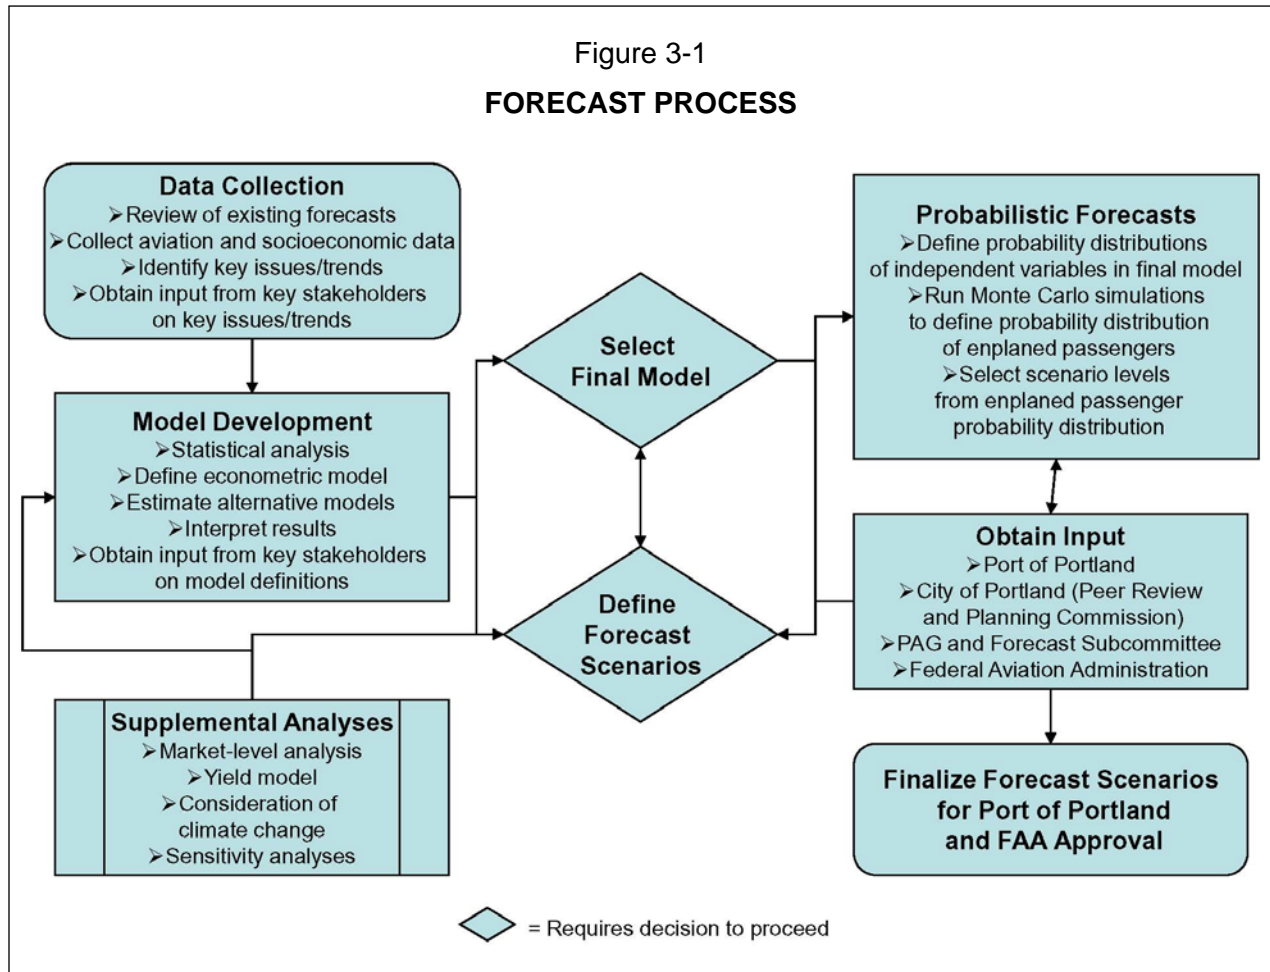 Figure 3-1
FORECAST PROCESS
Data Collection
➢Review of existing forecasts
➢Collect aviation and socioeconomic data
➢Identify key issues/trends
➢Obtain input from key stakeholders
on key issues/trends
Model Development
➢Statistical analysis
➢Define econometric model
➢Estimate alternative models
➢Interpret results
➢Obtain input from key stakeholders
on model definitions
Supplemental Analyses
➢Market-level analysis
➢Yield model
➢Consideration of
climate change
➢Sensitivity analyses
Select
Final Model
Define
Forecast
Scenarios
Probabilistic Forecasts
➢Define probability distributions
of independent variables in final model
➢Run Monte Carlo simulations
to define probability distribution
of enplaned passengers
➢Select scenario levels
from enplaned passenger
probability distribution
Obtain Input
➢Port of Portland
➢City of Portland (Peer Review
and Planning Commission)
➢PAG and Forecast Subcommittee
➢Federal Aviation Administration
Finalize Forecast Scenarios
for Port of Portland
and FAA Approval
= Requires decision to proceed